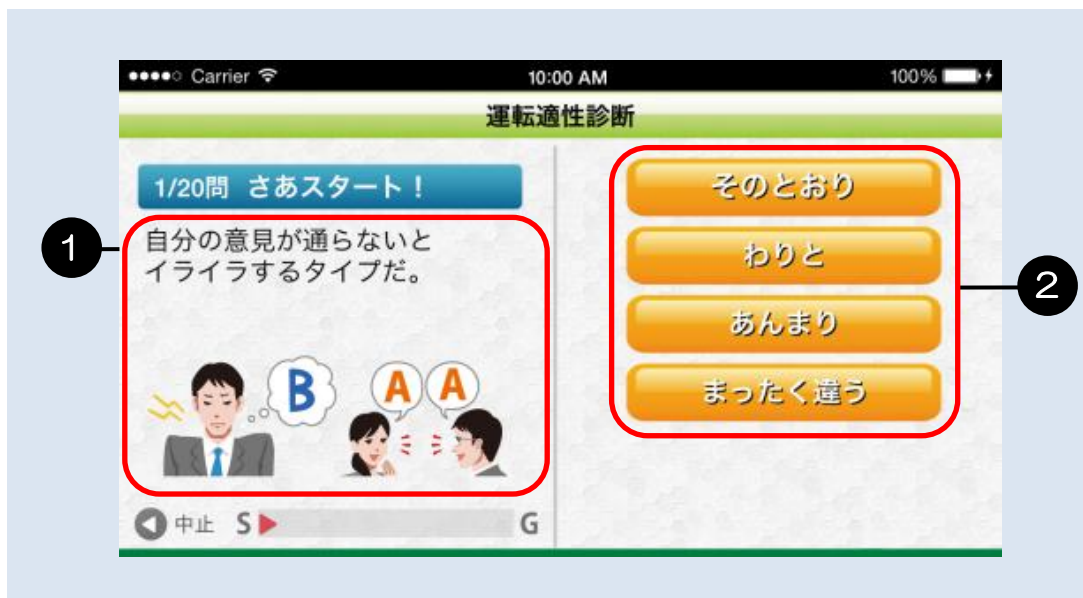 ●●●●○ Carrier 10:00 AM 100%
運転適性診断
1/20問 さあスタート！
自分の意見が通らないと
イライラするタイプだ。
B A A
中止 S G
そのとおり
わりと
あんまり
まったく違う
1
2